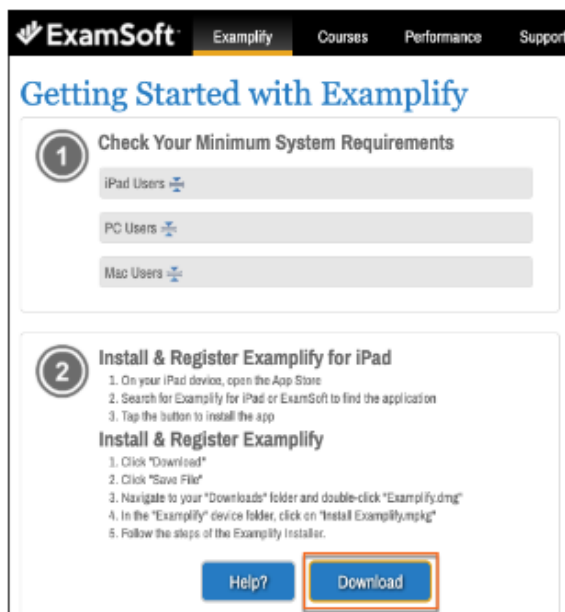 ExamSoft Examplify Courses Performance Support
Getting Started with Examplify
1 Check Your Minimum System Requirements
iPad Users
PC Users
Mac Users
2 Install & Register Examplify for iPad
1. On your iPad device, open the App Store
2. Search for Examplify for iPad or ExamSoft to find the application
3. Tap the button to install the app
Install & Register Examplify
1. Click "Download"
2. Click "Save File"
3. Navigate to your "Downloads" folder and double-click "Examplify.dmg"
4. In the "Examplify" device folder, click on "Install Examplify.mpkg"
5. Follow the steps of the Examplify Installer.
Help? Download